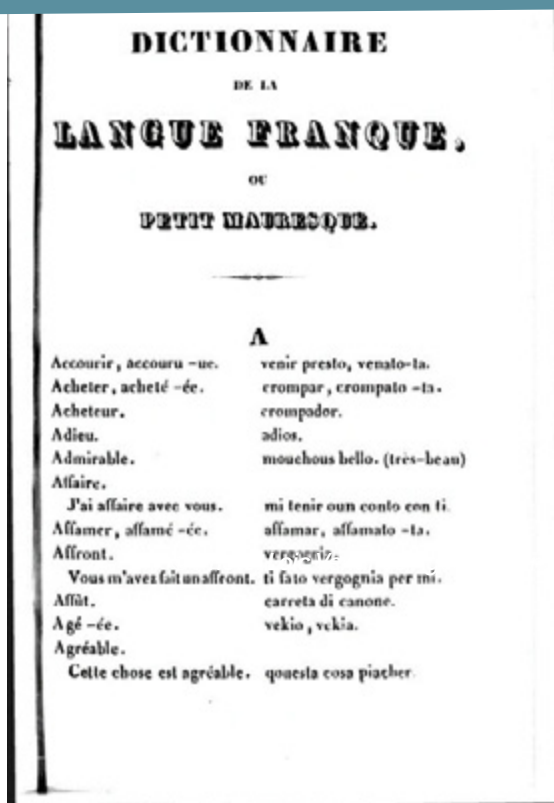 DICTIONNAIRE
DE LA
LANGUE FRANQUE,
OU
PETIT MAURESQUE.
A
Accourir, accouru -ue. venir presto, venato-ta.
Acheter, acheté -ée. crompar, crompato -ta.
Acheteur. crompador.
Adieu. adios.
Admirable. mouchous bello. (très-beau)
Affaire.
J'ai affaire avec vous. mi tenir oun conto con ti.
Affamer, affamé -ée. affamar, affamato -ta.
Affront.
Vous m'avez fait un affront. ti fato vergognia per mi.
Affût. carreta di canone.
Agé -ée. vekio, vekia.
Agréable.
Cette chose est agréable. qouesta cosa piacher.